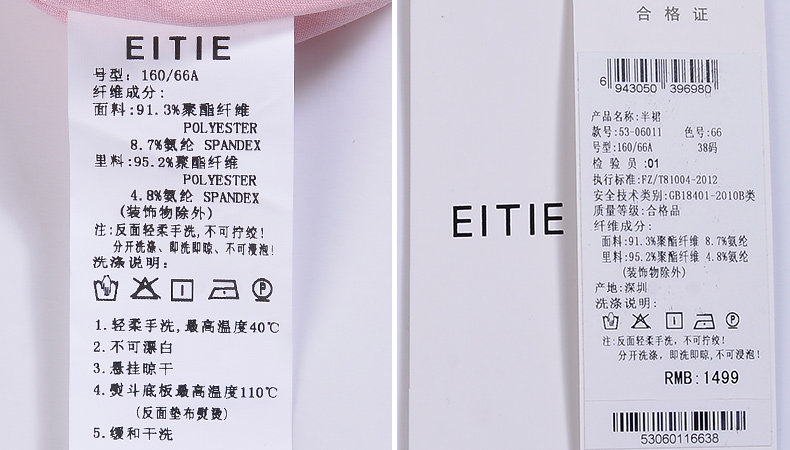 EITIE
号型: 160/66A
纤维成分:
面料:91.3%聚酯纤维
POLYESTER
8.7%氨纶 SPANDEX
里料:95.2%聚酯纤维
POLYESTER
4.8%氨纶 SPANDEX
(装饰物除外)
注:反面轻柔手洗,不可拧绞!
分开洗涤、即洗即晾、不可浸泡!
洗涤说明:
P
1.轻柔手洗,最高温度40℃
2.不可漂白
3.悬挂晾干
4.熨斗底板最高温度110℃
(反面垫布熨烫)
5.缓和干洗
EITIE
合格证
6 943050 396980
产品名称:半裙
款号:53-06011 色号:66
号型:160/66A 38码
检验员:01
执行标准:FZ/T81004-2012
安全技术类别:GB18401-2010B类
质量等级:合格品
纤维成分:
面料:91.3%聚酯纤维 8.7%氨纶
里料:95.2%聚酯纤维 4.8%氨纶
(装饰物除外)
产地:深圳
洗涤说明:
P
注:反面轻柔手洗, 不可拧绞!
分开洗涤, 即洗即晾,不可浸泡!
RMB:1499
53060116638